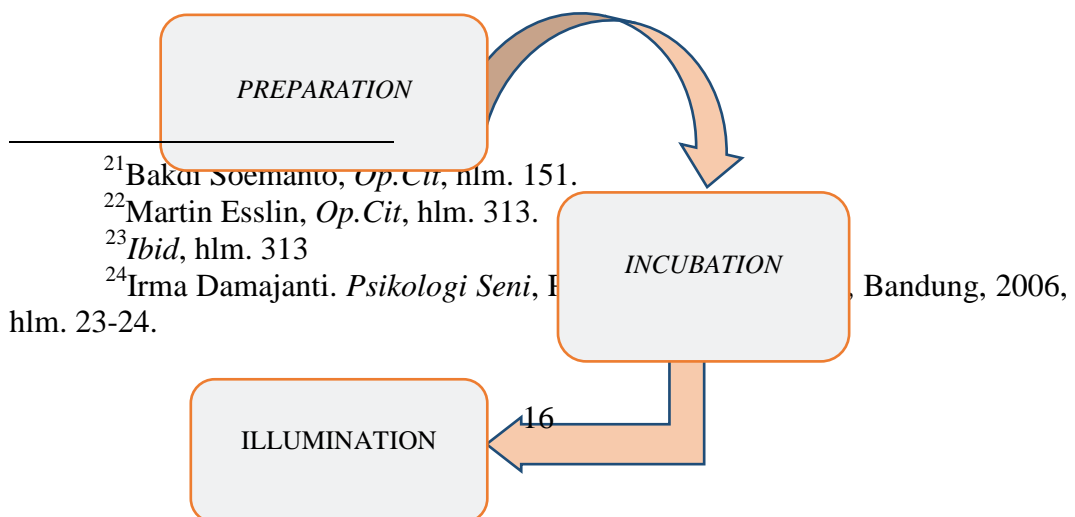 PREPARATION
21Bakdi Soemanto, Op.Cit, hlm. 151.
22Martin Esslin, Op.Cit, hlm. 313.
23Ibid, hlm. 313
INCUBATION
24Irma Damajanti. Psikologi Seni, , Bandung, 2006,
hlm. 23-24.
16
ILLUMINATION